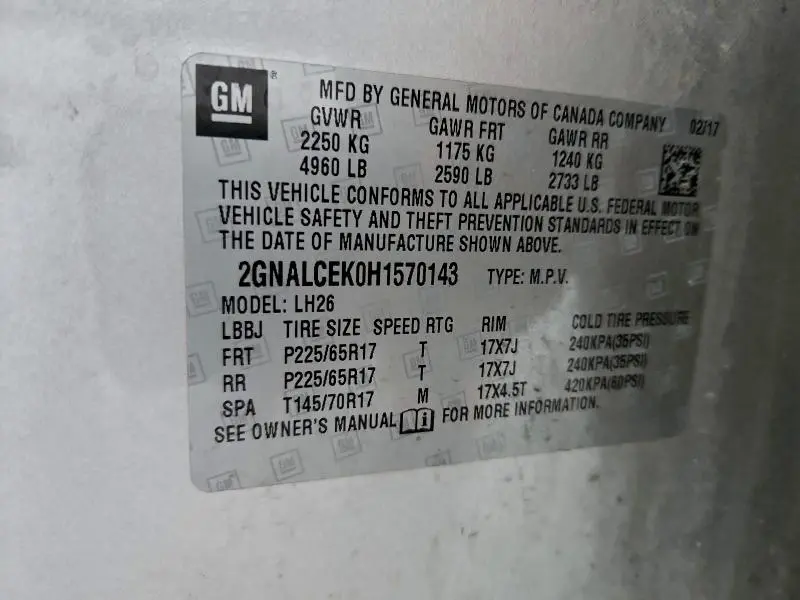 GM®
MFD BY GENERAL MOTORS OF CANADA COMPANY 02/17
GVWR GAWR FRT GAWR RR
2250 KG 1175 KG 1240 KG
4960 LB 2590 LB 2733 LB
THIS VEHICLE CONFORMS TO ALL APPLICABLE U.S. FEDERAL MOTOR
VEHICLE SAFETY AND THEFT PREVENTION STANDARDS IN EFFECT ON
THE DATE OF MANUFACTURE SHOWN ABOVE.
2GNALCEK0H1570143 TYPE: M.P.V.
MODEL: LH26
LBBJ TIRE SIZE SPEED RTG RIM COLD TIRE PRESSURE
FRT P225/65R17 T 17X7J 240KPA(35PSI)
RR P225/65R17 T 17X7J 240KPA(35PSI)
SPA T145/70R17 M 17X4.5T 420KPA(60PSI)
SEE OWNER'S MANUAL FOR MORE INFORMATION.